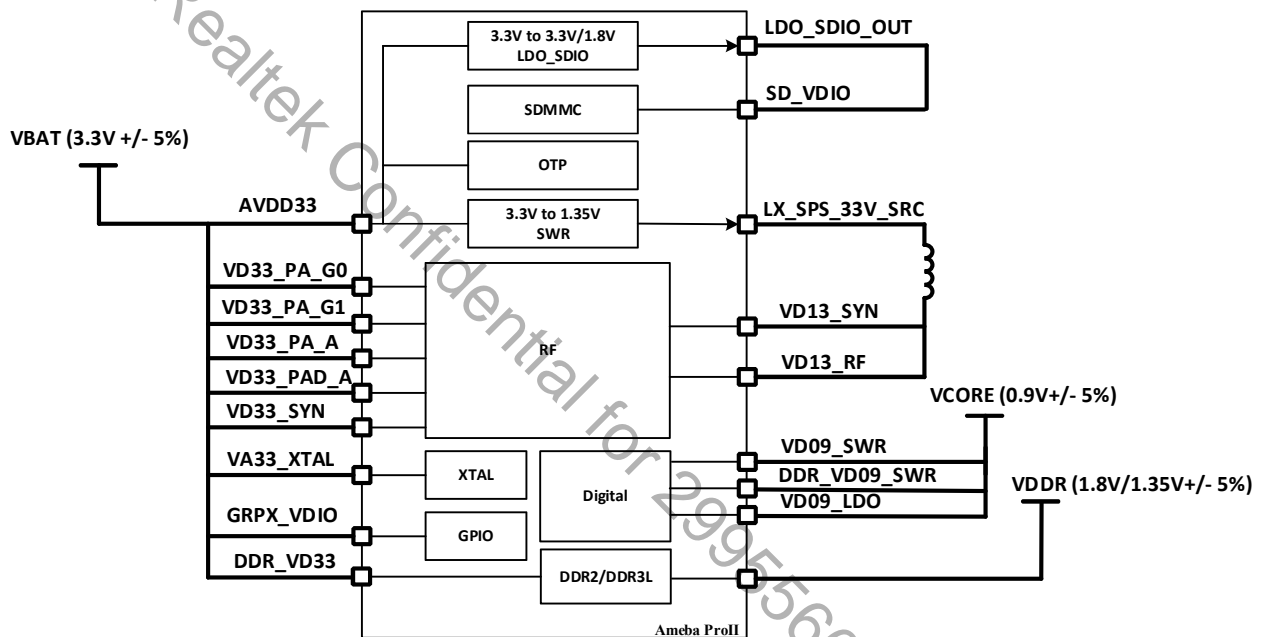 LDO_SDIO_OUT
3.3V to 3.3V/1.8V
LDO_SDIO
SD_VDIO
SDMMC
VBAT (3.3V +/- 5%)
OTP
AVDD33
3.3V to 1.35V
SWR
LX_SPS_33V_SRC
VD33_PA_G0
VD33_PA_G1
VD33_PA_A
VD33_PAD_A
VD33_SYN
RF
VD13_SYN
VD13_RF
VCORE (0.9V+/- 5%)
VA33_XTAL
XTAL
Digital
VD09_SWR
DDR_VD09_SWR
VD09_LDO
VDDR (1.8V/1.35V+/- 5%)
GRPX_VDIO
GPIO
DDR_VD33
DDR2/DDR3L
Ameba ProII
Realtek Confidential for 2995560